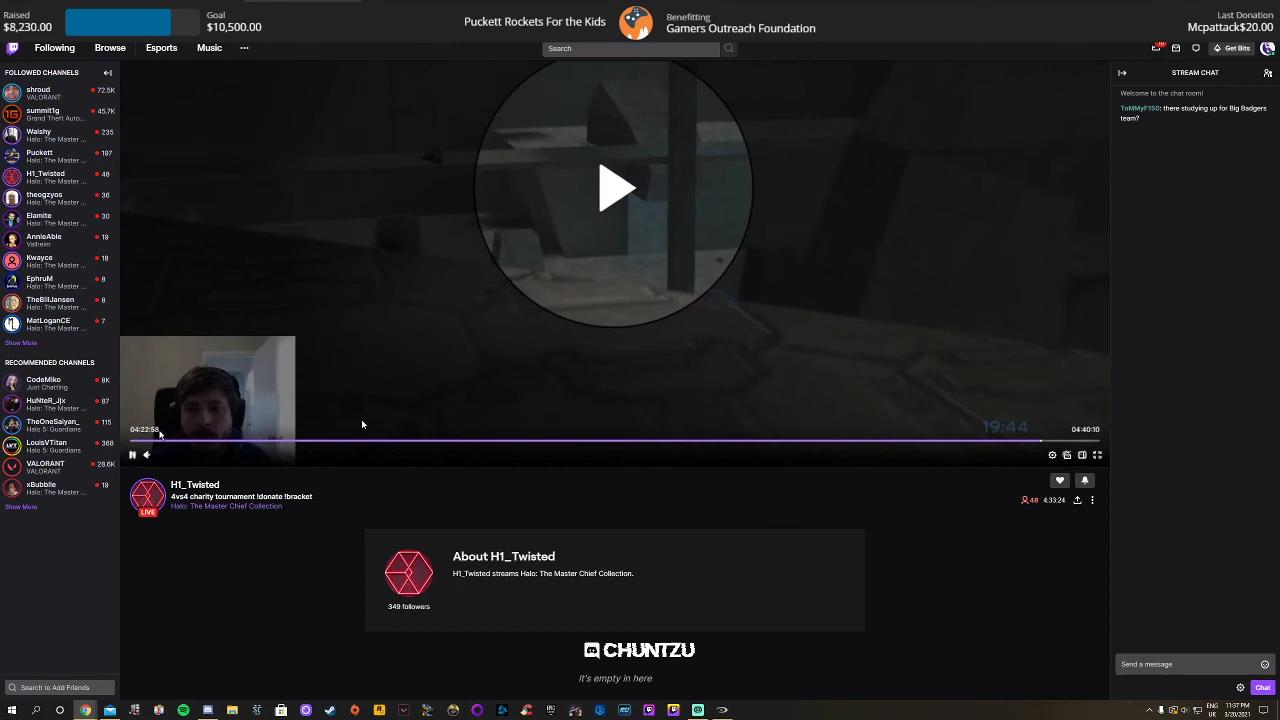 Raised
$8,230.00
Goal
$10,500.00
Puckett Rockets For the Kids
Benefitting
Gamers Outreach Foundation
Last Donation
Mcpattack$20.00
Following
Browse
Esports
Music
Search
Get Bits
FOLLOWED CHANNELS
shroud
VALORANT
72.5K
summit1g
Grand Theft Auto...
45.7K
Walshy
Halo: The Master ...
235
Puckett
Halo: The Master ...
197
H1_Twisted
Halo: The Master ...
48
theogzyos
Halo: The Master ...
36
Elamite
Halo: The Master ...
30
AnnieAble
Valheim
19
Kwayce
Halo: The Master ...
18
EphruM
Halo: The Master ...
8
TheBillJansen
Halo: The Master ...
8
MatLoganCE
Halo: The Master ...
7
Show More
RECOMMENDED CHANNELS
CodeMiko
Just Chatting
8K
HuNteR_Jjx
Halo: The Master ...
87
TheOneSaiyan_
Halo 5: Guardians
115
LouisVTitan
Halo 5: Guardians
368
VALORANT
VALORANT
28.6K
xBubblle
Halo: The Master ...
19
Show More
Search to Add Friends
19:44
04:22:58
04:40:10
H1_Twisted
4vs4 charity tournament !donate !bracket
Halo: The Master Chief Collection
LIVE
48
4:33:24
About H1_Twisted
H1_Twisted streams Halo: The Master Chief Collection.
349 followers
CHUNTZU
It's empty in here
STREAM CHAT
Welcome to the chat room!
ToMMyF150: there studying up for Big Badgers
team?
Send a message
Chat
ENG
UK
11:37 PM
3/20/2021